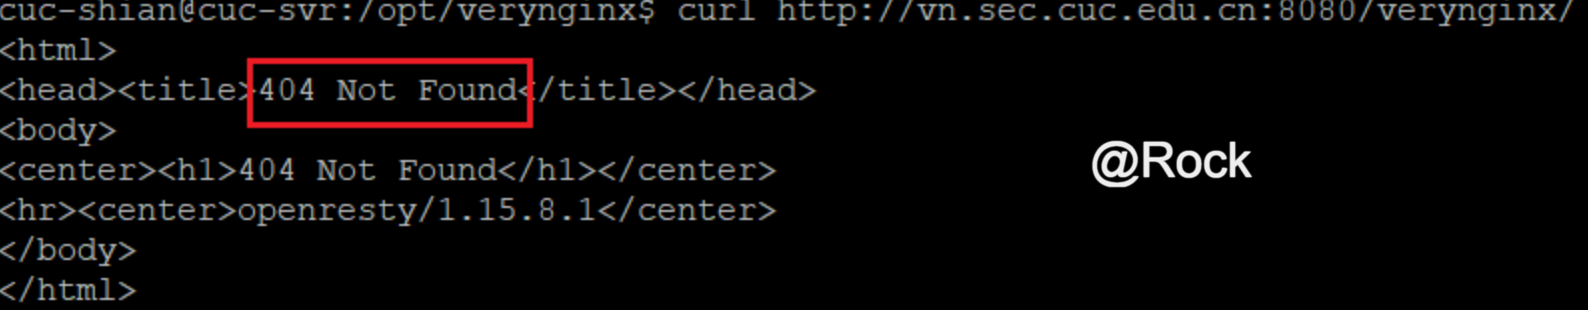 cuc-shian@cuc-svr:/opt/verynginx$ curl http://vn.sec.cuc.edu.cn:8080/verynginx/
<html>
<head><title>404 Not Found</title></head>
<body>
<center><h1>404 Not Found</h1></center>
@Rock
<hr><center>openresty/1.15.8.1</center>
</body>
</html>